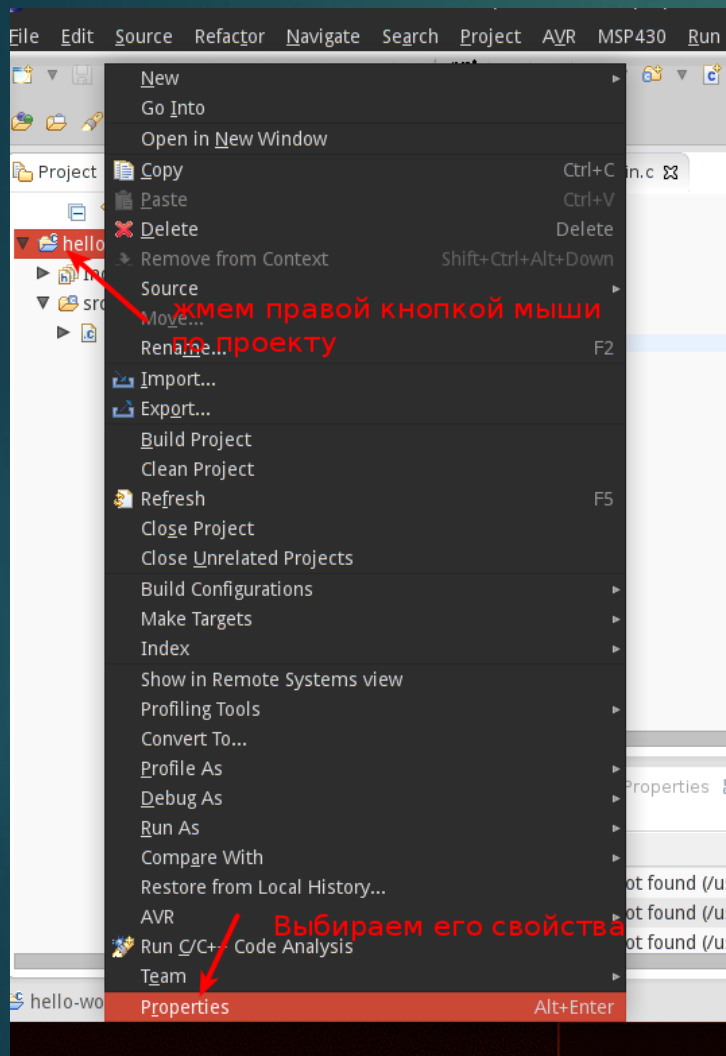 File Edit Source Refactor Navigate Search Project AVR MSP430 Run
New
Go Into
Open in New Window
Project
Copy Ctrl+C
in.c
Paste Ctrl+V
Delete Delete
hello
Remove from Context Shift+Ctrl+Alt+Down
Source
src
жмем правой кнопкой мыши
Move...
по проекту
Rename... F2
Import...
Export...
Build Project
Clean Project
Refresh F5
Close Project
Close Unrelated Projects
Build Configurations
Make Targets
Index
Show in Remote Systems view
Profiling Tools
Convert To...
Profile As
Properties
Debug As
Run As
Compare With
Restore from Local History...
ot found (/u
AVR
ot found (/u
Выбираем его свойства
Run C/C++ Code Analysis
ot found (/u
Team
hello-wo
Properties Alt+Enter